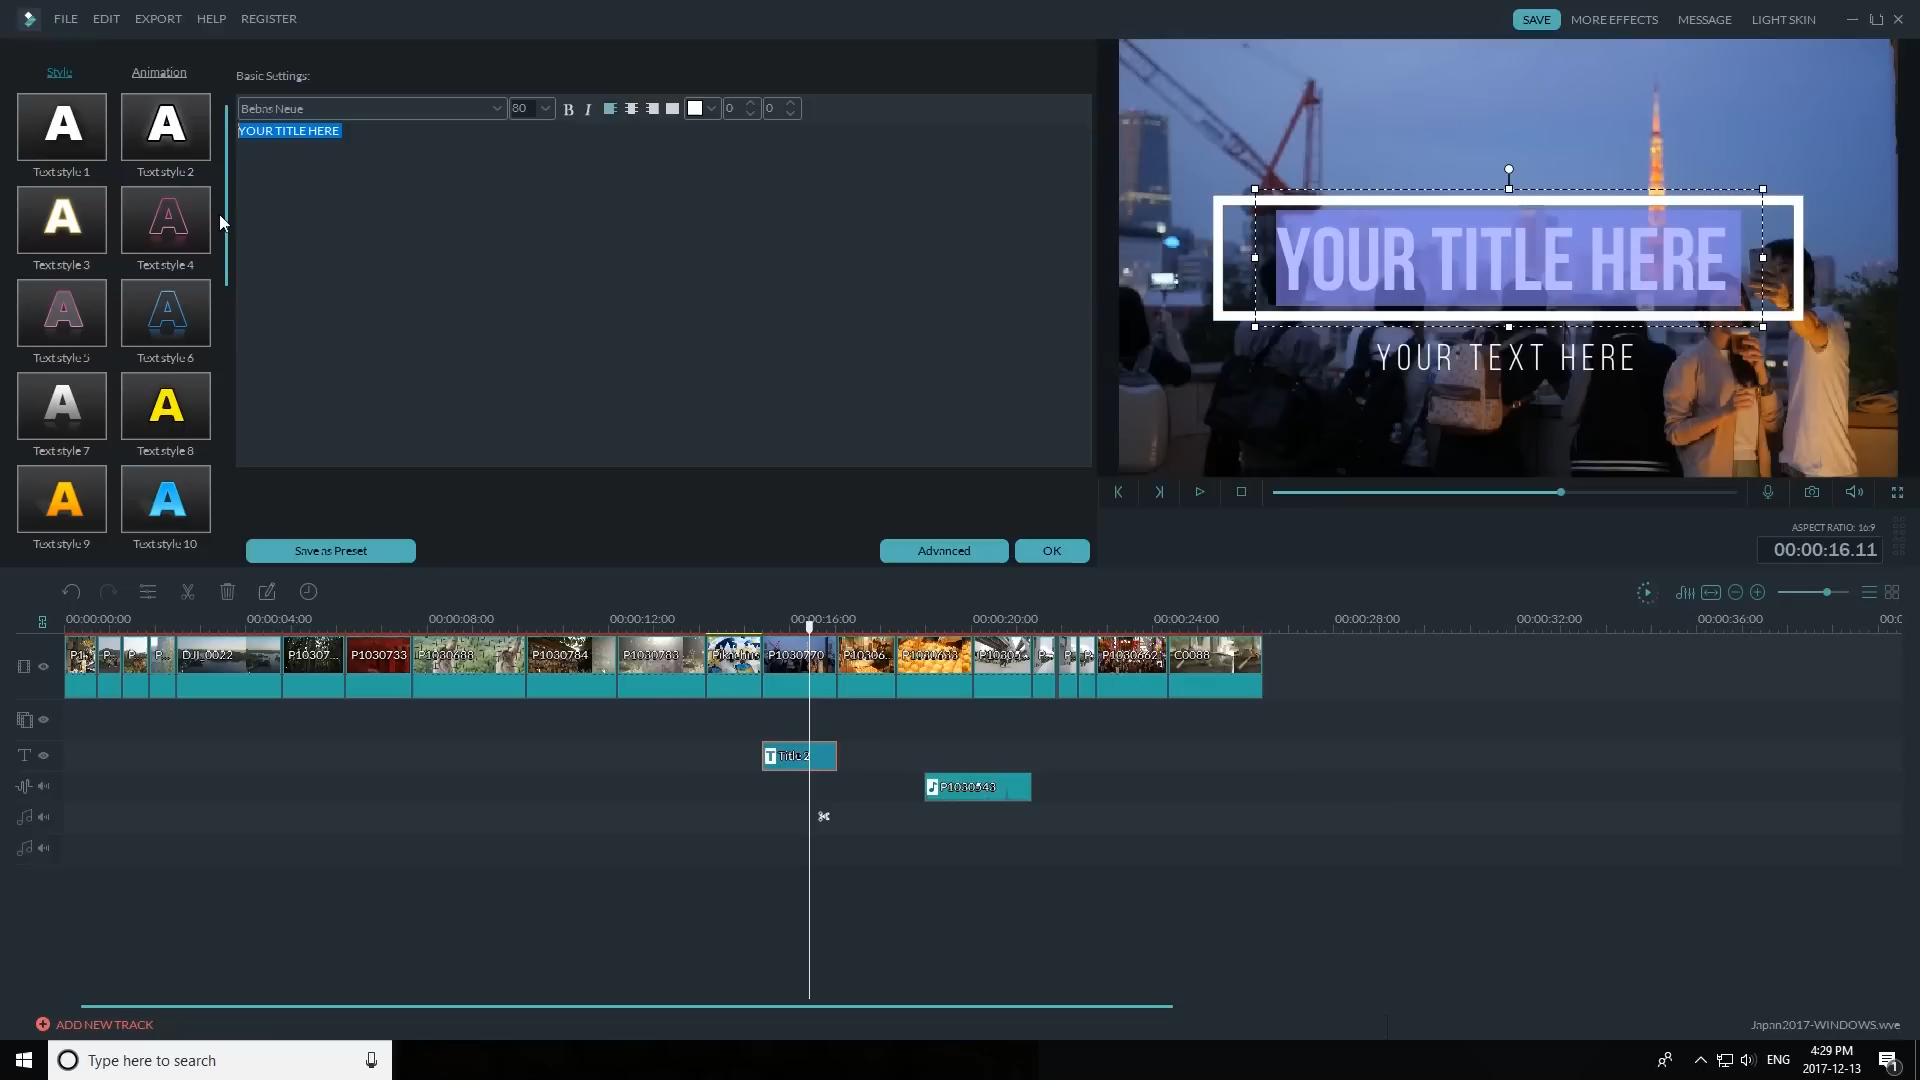 FILE EDIT EXPORT HELP REGISTER SAVE MORE EFFECTS MESSAGE LIGHT SKIN
Style Animation Basic Settings:
Bebas Neue 80 B I 0 0
YOUR TITLE HERE
A A
Text style 1 Text style 2
A A
Text style 3 Text style 4
A A
Text style 5 Text style 6
A A
Text style 7 Text style 8
A A
Text style 9 Text style 10
YOUR TITLE HERE
YOUR TEXT HERE
Save as Preset Advanced OK
ASPECT RATIO: 16:9
00:00:16.11
00:00:00:00 00:00:04:00 00:00:08:00 00:00:12:00 00:00:16:00 00:00:20:00 00:00:24:00 00:00:28:00 00:00:32:00 00:00:36:00
P1 P... P... P... DJI_0022 P10307... P1030733 P1030688 P1030784 P1030783 P1030770 P10306... P1030662 C0088
T Title 2
P1030543
ADD NEW TRACK Japan2017-WINDOWS.wve
Type here to search ENG 4:29 PM
2017-12-13
1